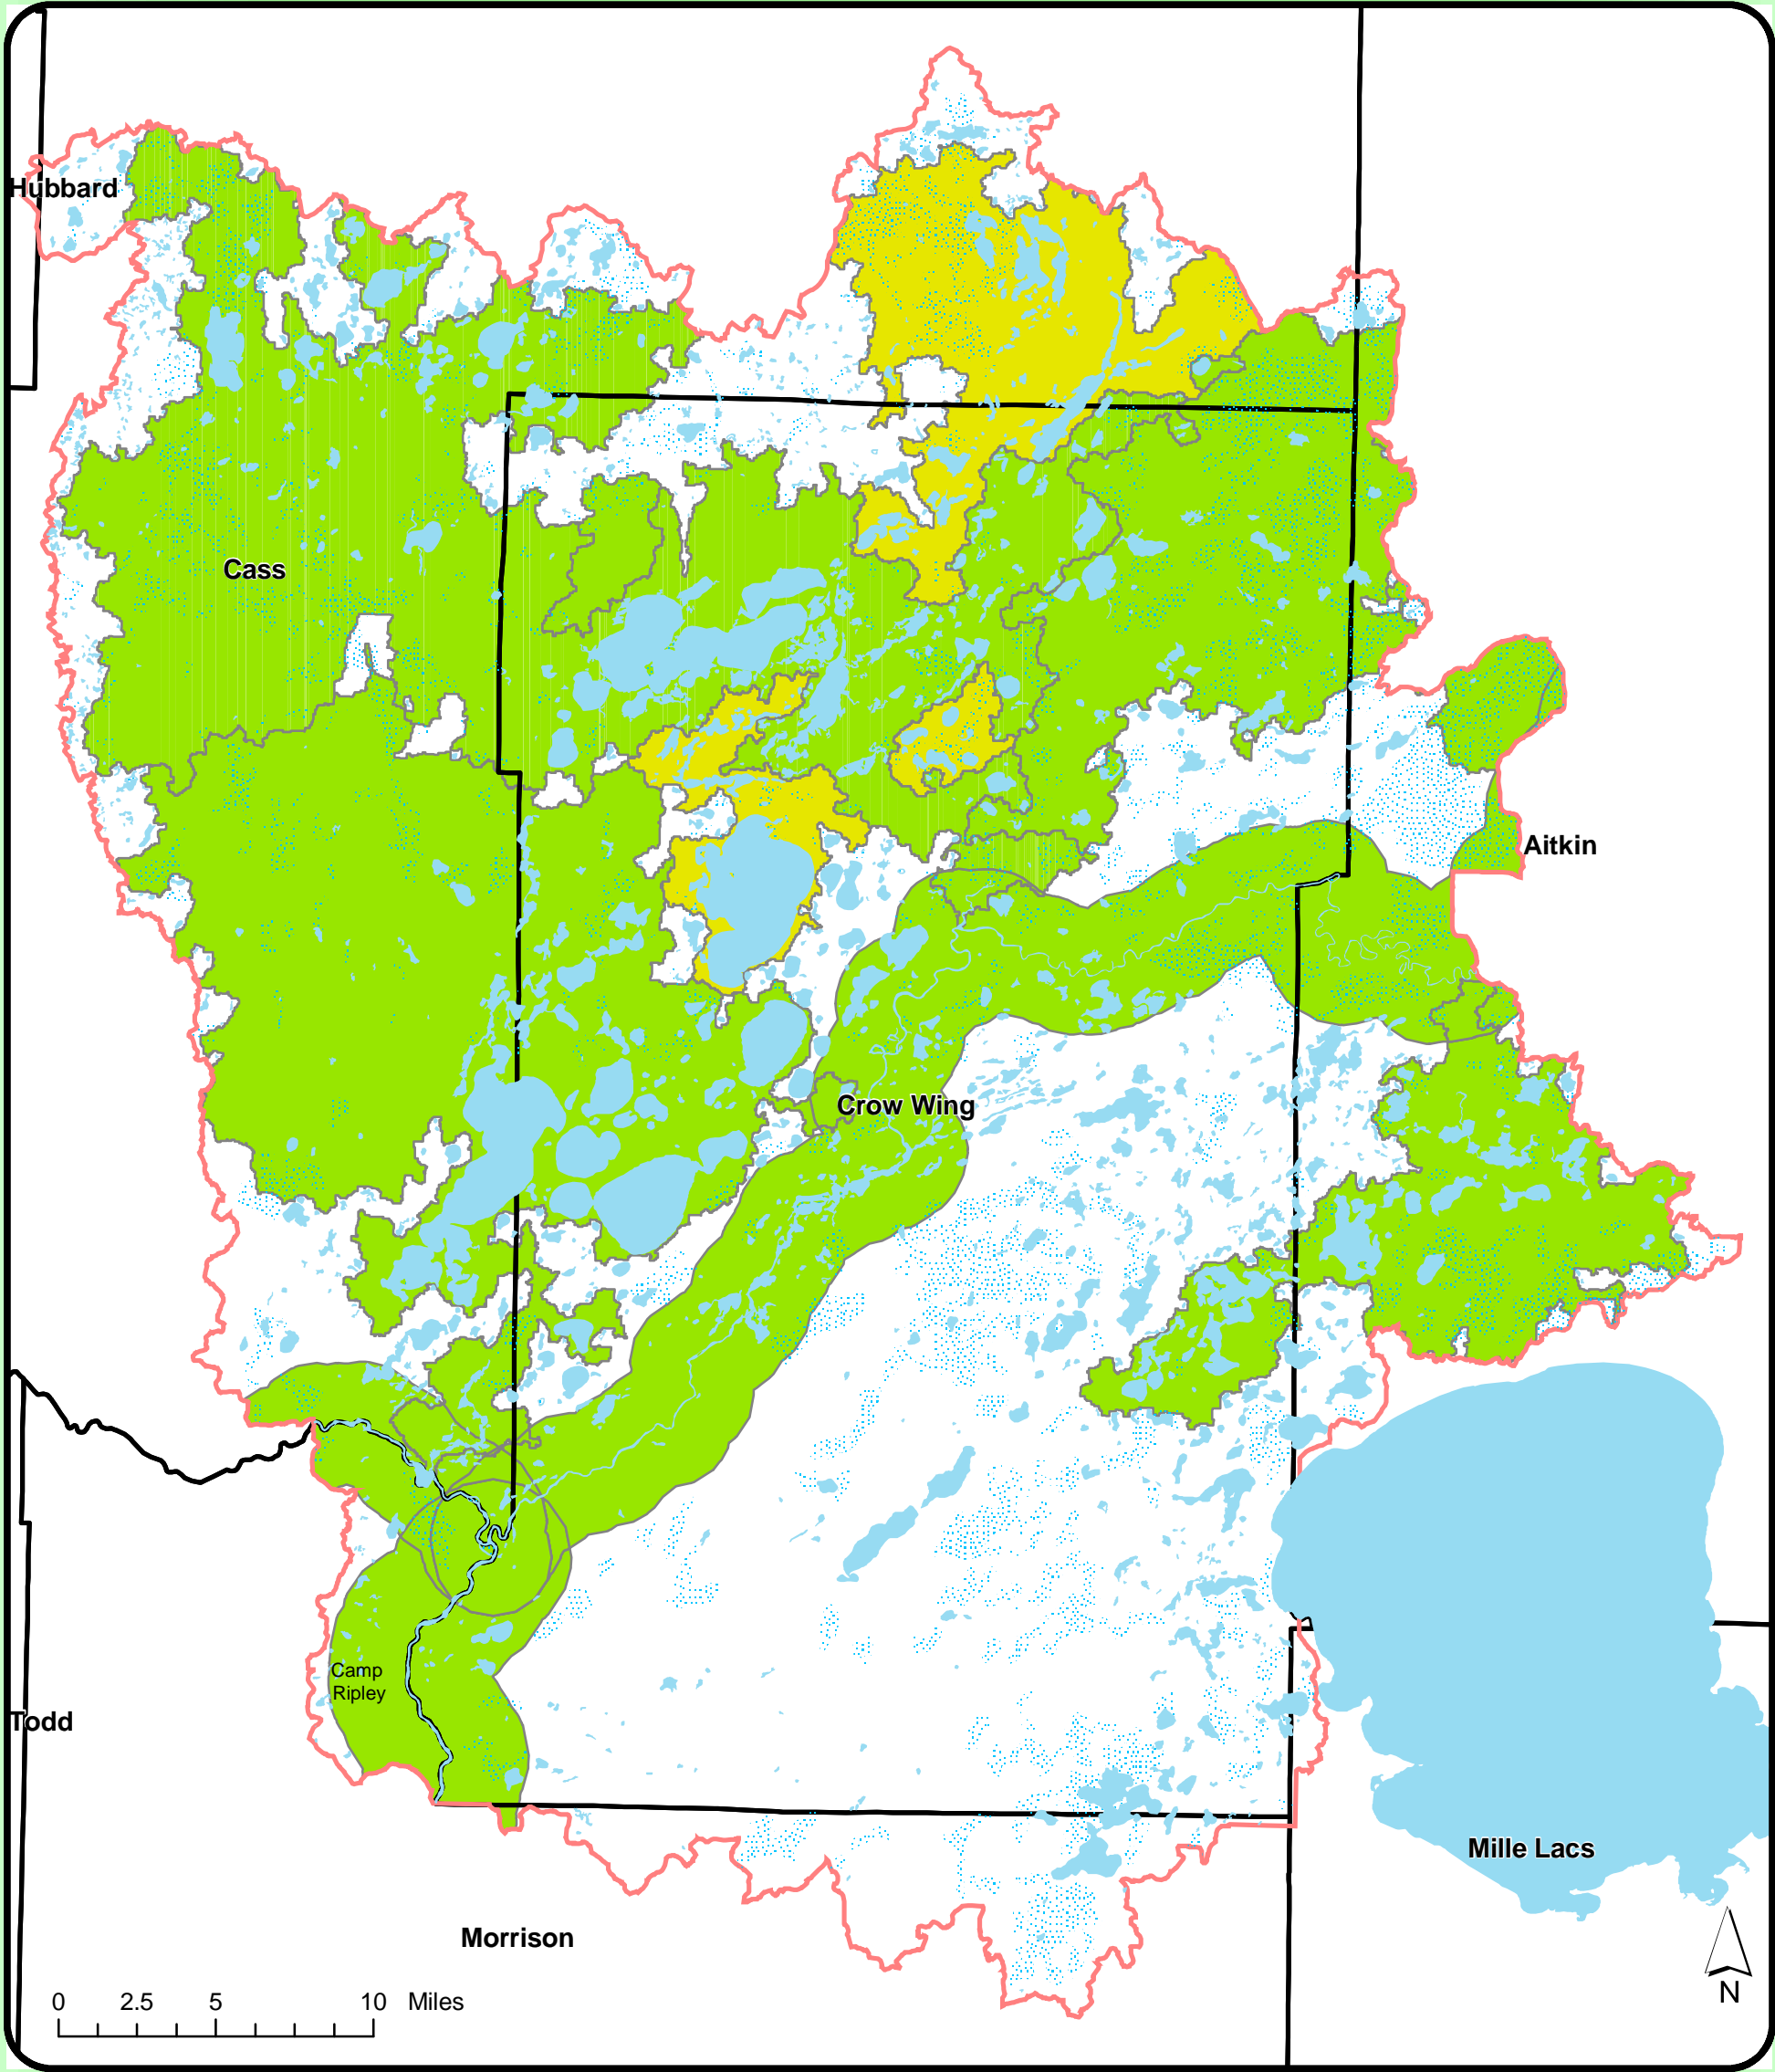 Hubbard
Cass
Aitkin
Crow Wing
Camp
Ripley
Todd
Mille Lacs
Morrison
0 2.5 5 10 Miles
N